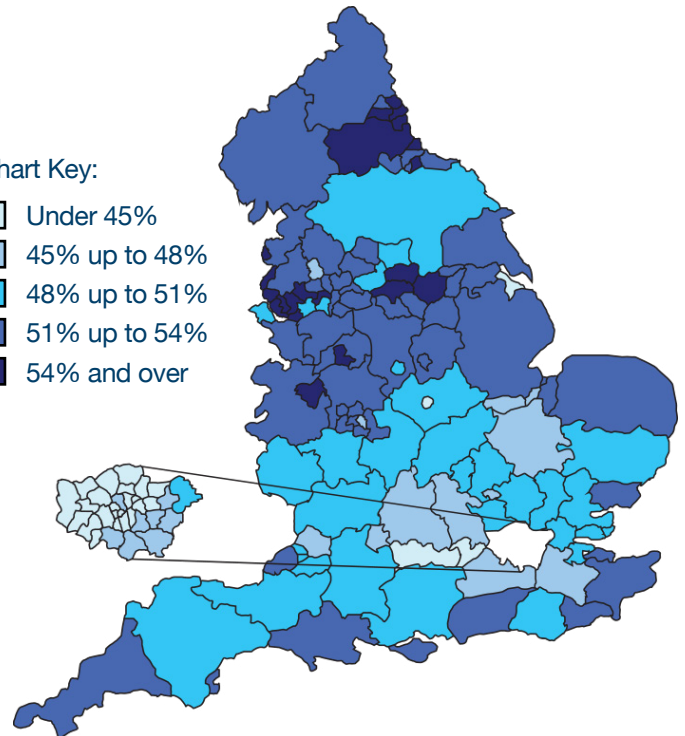 hart Key:
Under 45%
45% up to 48%
48% up to 51%
51% up to 54%
54% and over